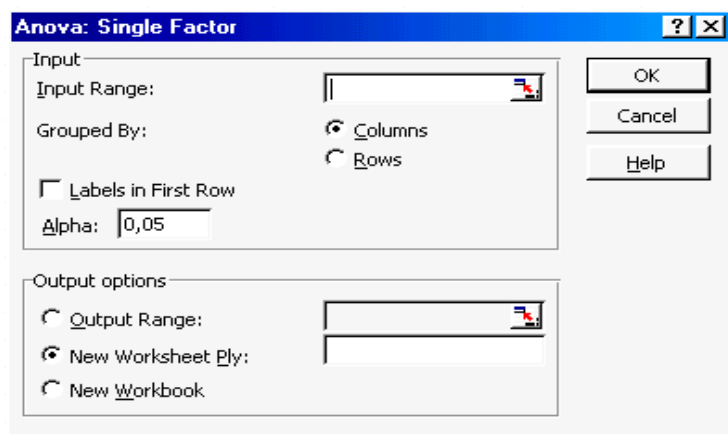 Anova: Single Factor
Input
Input Range:
Grouped By:
Columns
Rows
Labels in First Row
Alpha: 0,05
OK
Cancel
Help
Output options
Output Range:
New Worksheet Ply:
New Workbook